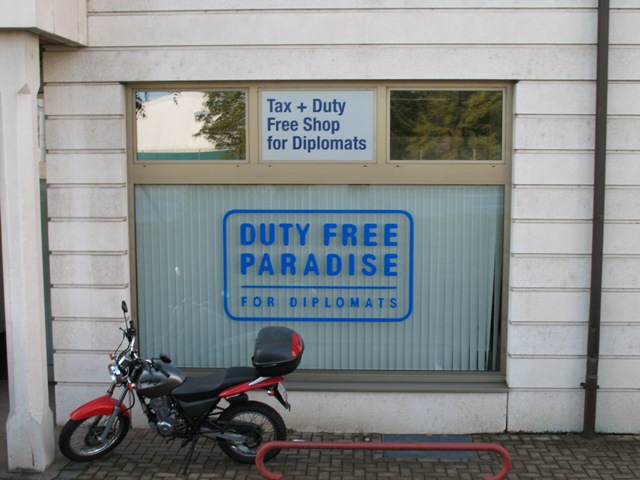 Tax + Duty
Free Shop
for Diplomats
DUTY FREE
PARADISE
FOR DIPLOMATS